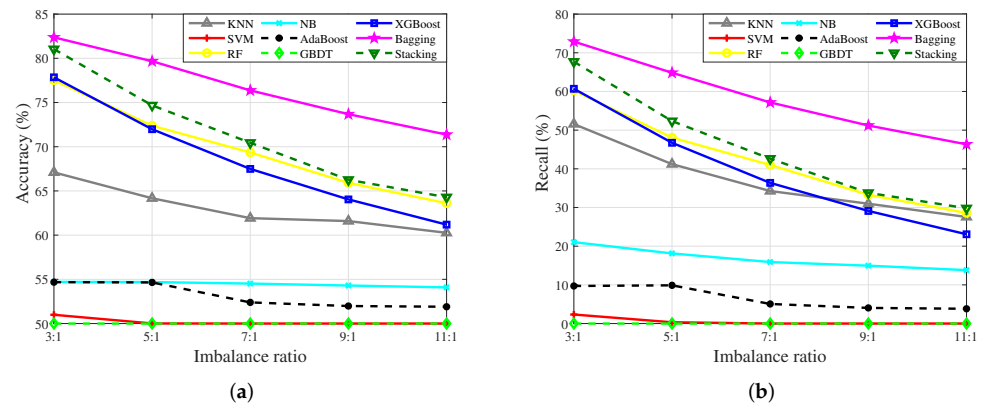 KNN NB XGBoost
SVM AdaBoost Bagging
RF GBDT Stacking
85
80
75
70
65
60
55
50
Accuracy (%)
3:1 5:1 7:1 9:1 11:1
Imbalance ratio
(a)
KNN NB XGBoost
SVM AdaBoost Bagging
RF GBDT Stacking
80
70
60
50
40
30
20
10
0
Recall (%)
3:1 5:1 7:1 9:1 11:1
Imbalance ratio
(b)